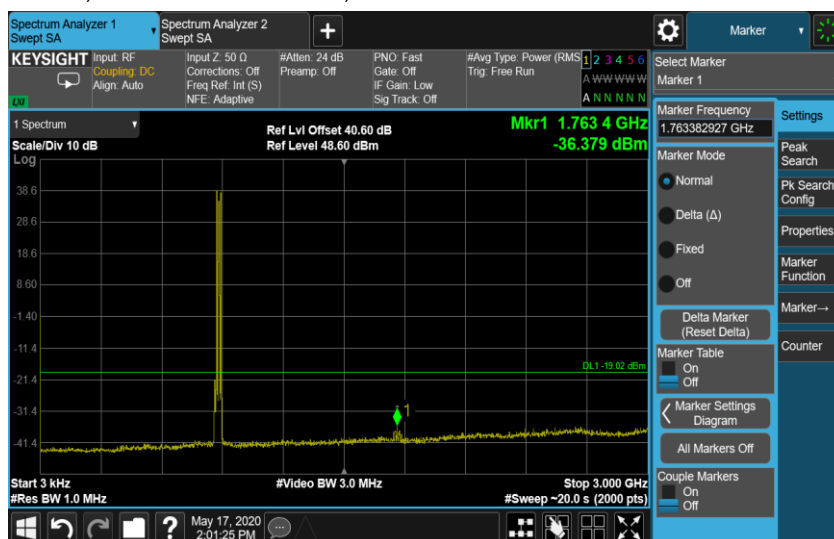 Spectrum Analyzer 1
Swept SA
Spectrum Analyzer 2
Swept SA
Marker
KEYSIGHT
LXI
Input: RF
Coupling: DC
Align: Auto
Input Z: 50 Ω
Corrections: Off
Freq Ref: Int (S)
NFE: Adaptive
#Atten: 24 dB
Preamp: Off
PNO: Fast
Gate: Off
IF Gain: Low
Sig Track: Off
#Avg Type: Power (RMS
Trig: Free Run
1 2 3 4 5 6
A W W W W W
A N N N N N
Select Marker
Marker 1
1 Spectrum
Scale/Div 10 dB
Log
Ref Lvl Offset 40.60 dB
Ref Level 48.60 dBm
Mkr1 1.763 4 GHz
-36.379 dBm
38.6
28.6
18.6
8.60
-1.40
-11.4
-21.4
-31.4
-41.4
DL1 -19.02 dBm
1
Start 3 kHz
#Res BW 1.0 MHz
#Video BW 3.0 MHz
Stop 3.000 GHz
#Sweep ~20.0 s (2000 pts)
Marker Frequency
1.763382927 GHz
Marker Mode
Normal
Delta (Δ)
Fixed
Off
Delta Marker
(Reset Delta)
Marker Table
On
Off
Marker Settings
Diagram
All Markers Off
Couple Markers
On
Off
Settings
Peak
Search
Pk Search
Config
Properties
Marker
Function
Marker→
Counter
?
May 17, 2020
2:01:25 PM